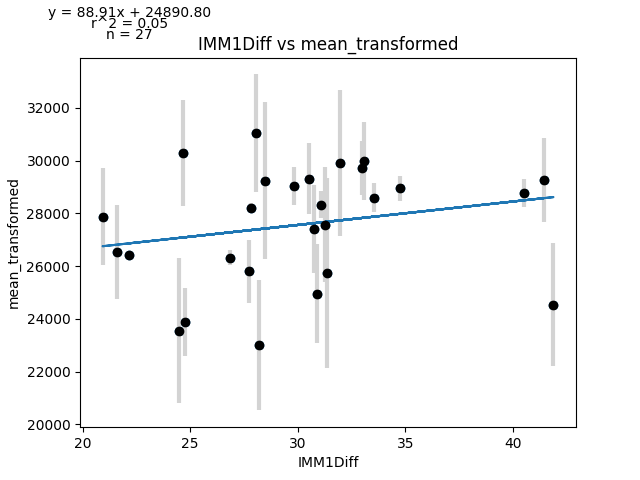 y = 88.91x + 24890.80
r^2 = 0.05
n = 27
IMM1Diff vs mean_transformed
32000
30000
28000
26000
24000
22000
20000
mean_transformed
20 25 30 35 40
IMM1Diff